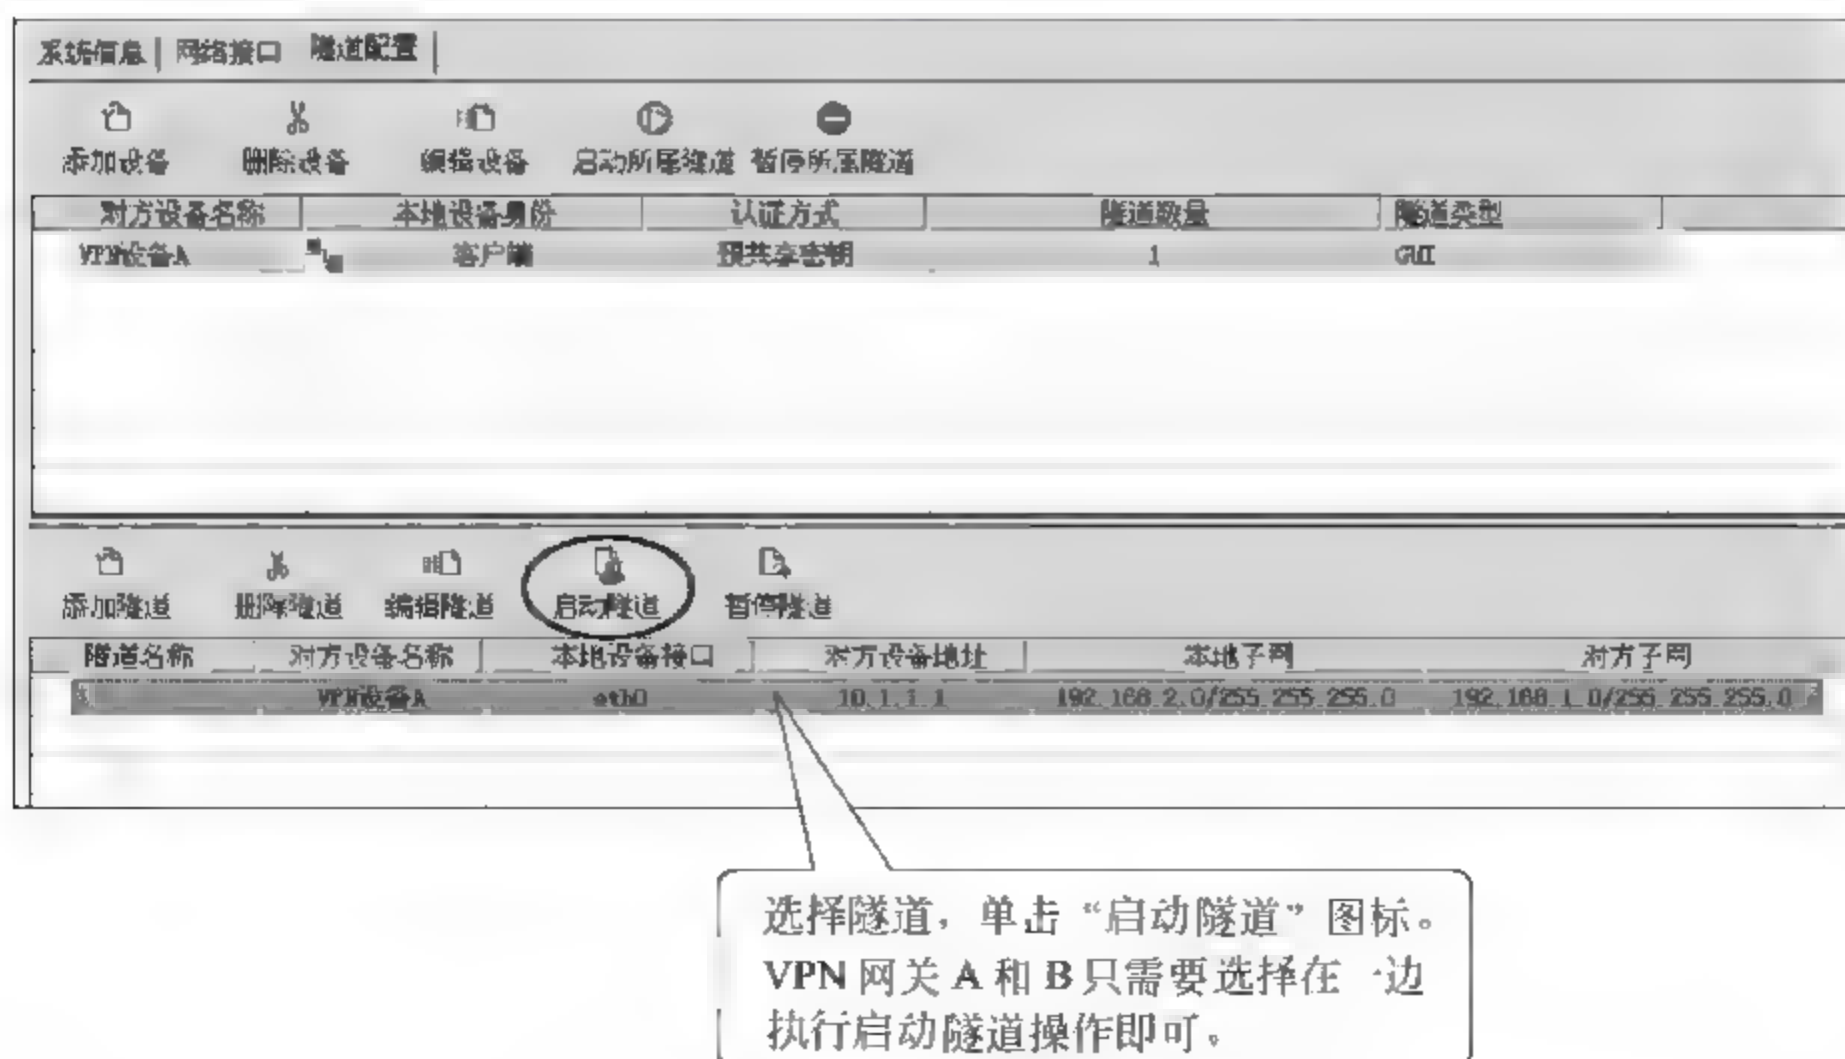 系统信息 网络接口 隧道配置
添加设备 删除设备 编辑设备 启动所属隧道 暂停所属隧道
对方设备名称 本地设备身份 认证方式 隧道数量 隧道类型
VPN设备A 客户端 预共享密钥 1 GUI
添加隧道 删除隧道 编辑隧道 启动隧道 暂停隧道
隧道名称 对方设备名称 本地设备接口 对方设备地址 本地子网 对方子网
VPN设备A eth0 10.1.1.1 192.168.2.0/255.255.255.0 192.168.1.0/255.255.255.0
选择隧道，单击“启动隧道”图标。
VPN 网关 A 和 B 只需要选择在一边
执行启动隧道操作即可。